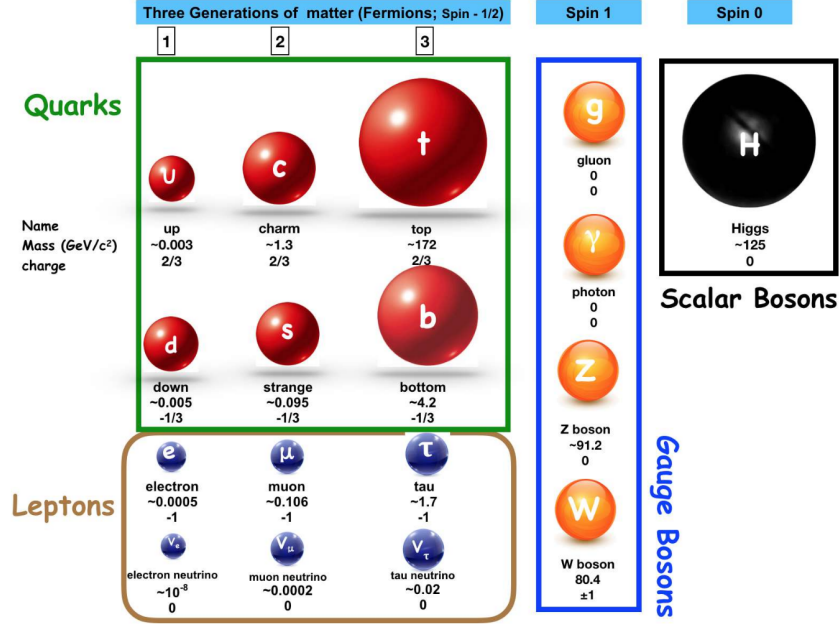 Three Generations of matter (Fermions; Spin - 1/2)
Spin 1
Spin 0
1
2
3
Quarks
u
c
t
Name
Mass (GeV/c²)
charge
up
~0.003
2/3
charm
~1.3
2/3
top
~172
2/3
d
s
b
down
~0.005
-1/3
strange
~0.095
-1/3
bottom
~4.2
-1/3
Leptons
e
μ
τ
electron
~0.0005
-1
muon
~0.106
-1
tau
~1.7
-1
Ve
Vμ
Vτ
electron neutrino
~10⁻⁸
0
muon neutrino
~0.0002
0
tau neutrino
~0.02
0
g
gluon
0
0
γ
photon
0
0
Z
Z boson
~91.2
0
W
W boson
80.4
±1
Gauge Bosons
H
Higgs
~125
0
Scalar Bosons